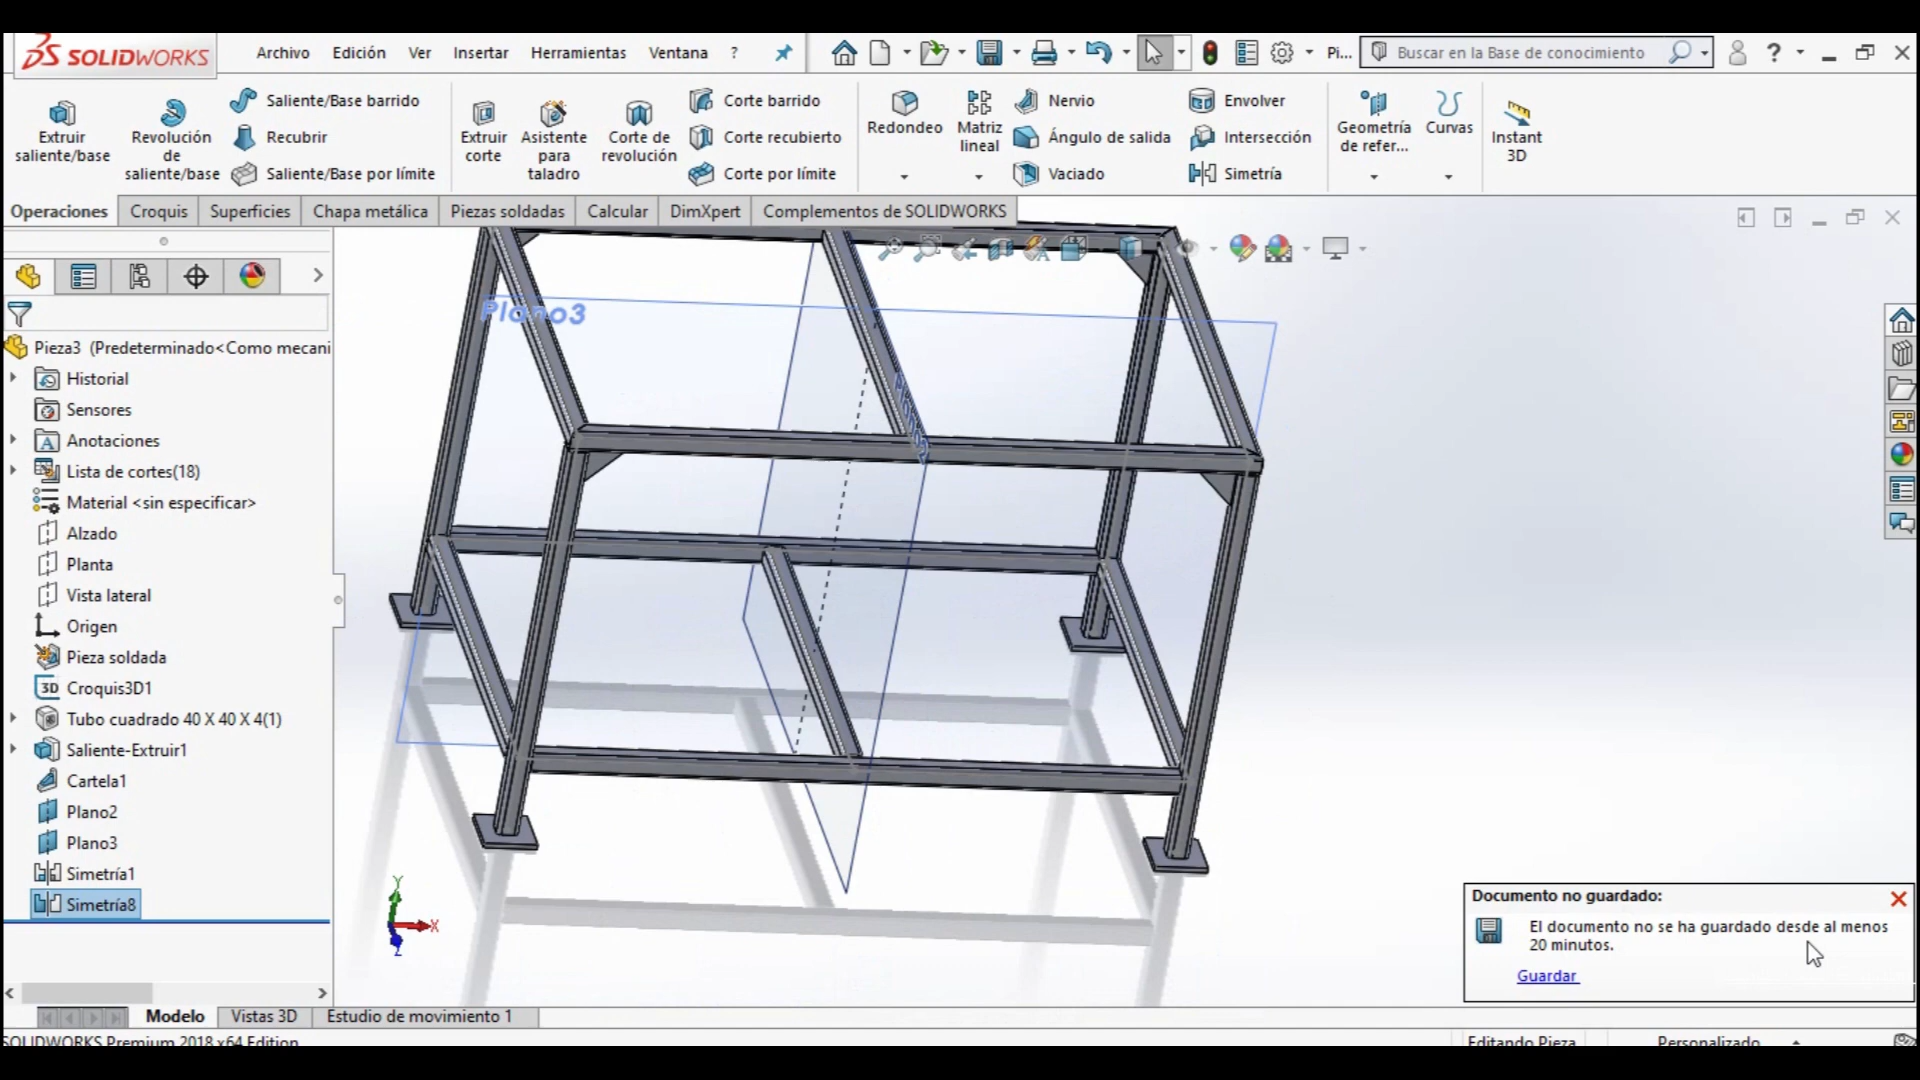 SOLIDWORKS
Archivo Edición Ver Insertar Herramientas Ventana ?
Pi... Buscar en la Base de conocimiento ?
Extruir saliente/base
Revolución de saliente/base
Saliente/Base barrido
Recubrir
Saliente/Base por límite
Extruir corte
Asistente para taladro
Corte de revolución
Corte barrido
Corte recubierto
Corte por límite
Redondeo
Matriz lineal
Nervio
Ángulo de salida
Vaciado
Envolver
Intersección
Simetría
Geometría de refer...
Curvas
Instant 3D
Operaciones Croquis Superficies Chapa metálica Piezas soldadas Calcular DimXpert Complementos de SOLIDWORKS
Plano3
Plano2
Pieza3 (Predeterminado<Como mecani
Historial
Sensores
Anotaciones
Lista de cortes(18)
Material <sin especificar>
Alzado
Planta
Vista lateral
Origen
Pieza soldada
Croquis3D1
Tubo cuadrado 40 X 40 X 4(1)
Saliente-Extruir1
Cartela1
Plano2
Plano3
Simetría1
Simetría8
Y
X
Z
Documento no guardado:
El documento no se ha guardado desde al menos
20 minutos.
Guardar
Modelo Vistas 3D Estudio de movimiento 1
SOLIDWORKS Premium 2018 x64 Edition Editando Pieza Personalizado